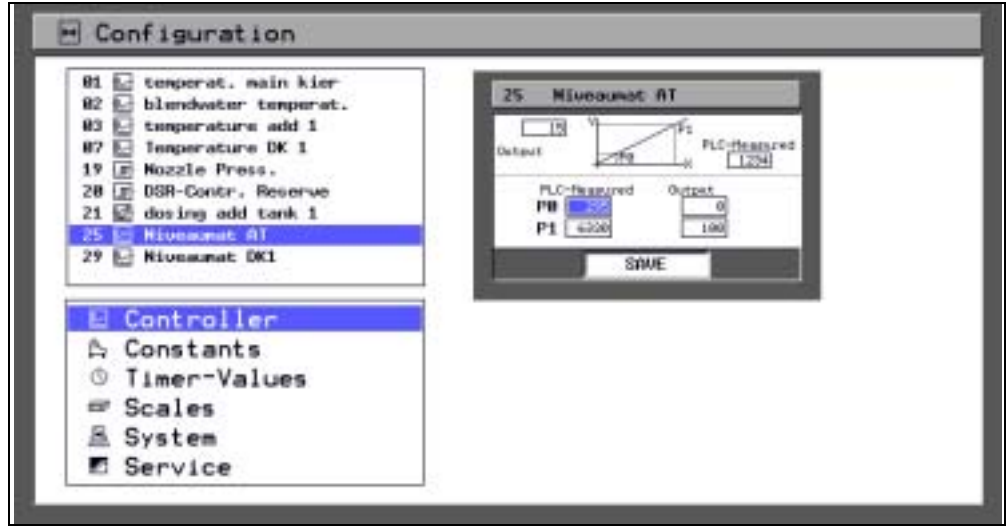 Configuration
01 temperat. main kier
02 blendwater temperat.
03 temperature add 1
07 Temperature DK 1
19 Nozzle Press.
20 DSR-Contr. Reserve
21 dosing add tank 1
25 Niveaumat AT
29 Niveaumat DK1
Controller
Constants
Timer-Values
Scales
System
Service
25 Niveaumat AT
15 Y P1
Output P0 X
PLC-Measured
1234
PLC-Measured Output
P0 0
P1 6320 100
SAVE